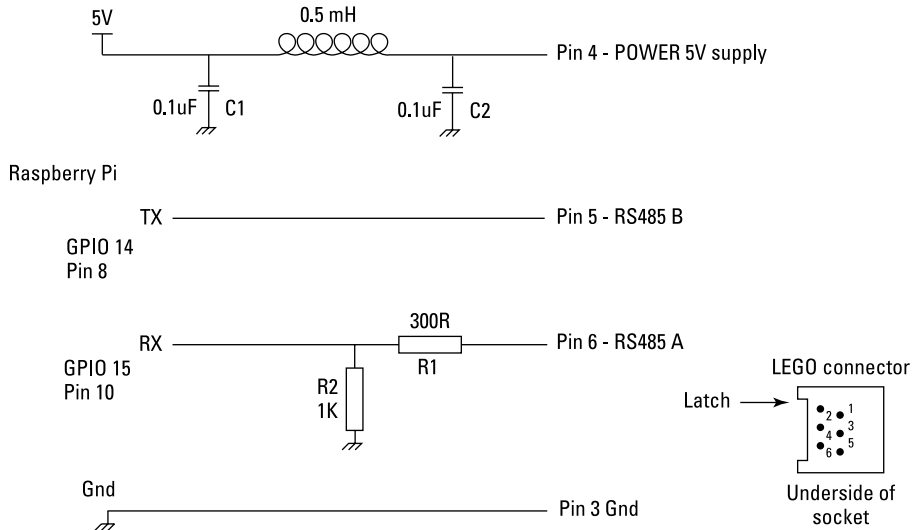 5V
0.5 mH
Pin 4 - POWER 5V supply
0.1uF C1
0.1uF C2
Raspberry Pi
TX
Pin 5 - RS485 B
GPIO 14
Pin 8
300R
RX
Pin 6 - RS485 A
R1
GPIO 15
Pin 10
R2
1K
LEGO connector
Latch
1
2
3
4
5
6
Gnd
Pin 3 Gnd
Underside of
socket